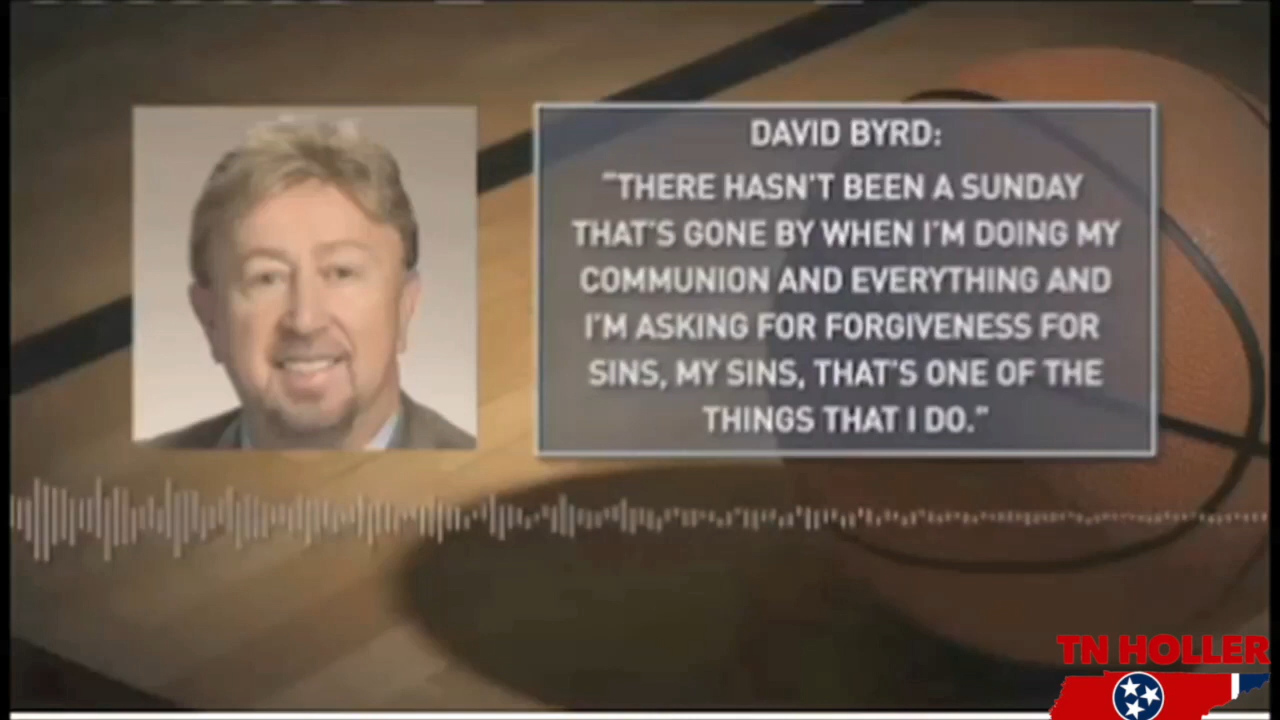 DAVID BYRD:
"THERE HASN'T BEEN A SUNDAY
THAT'S GONE BY WHEN I'M DOING MY
COMMUNION AND EVERYTHING AND
I'M ASKING FOR FORGIVENESS FOR
SINS, MY SINS, THAT'S ONE OF THE
THINGS THAT I DO."
TN HOLLER